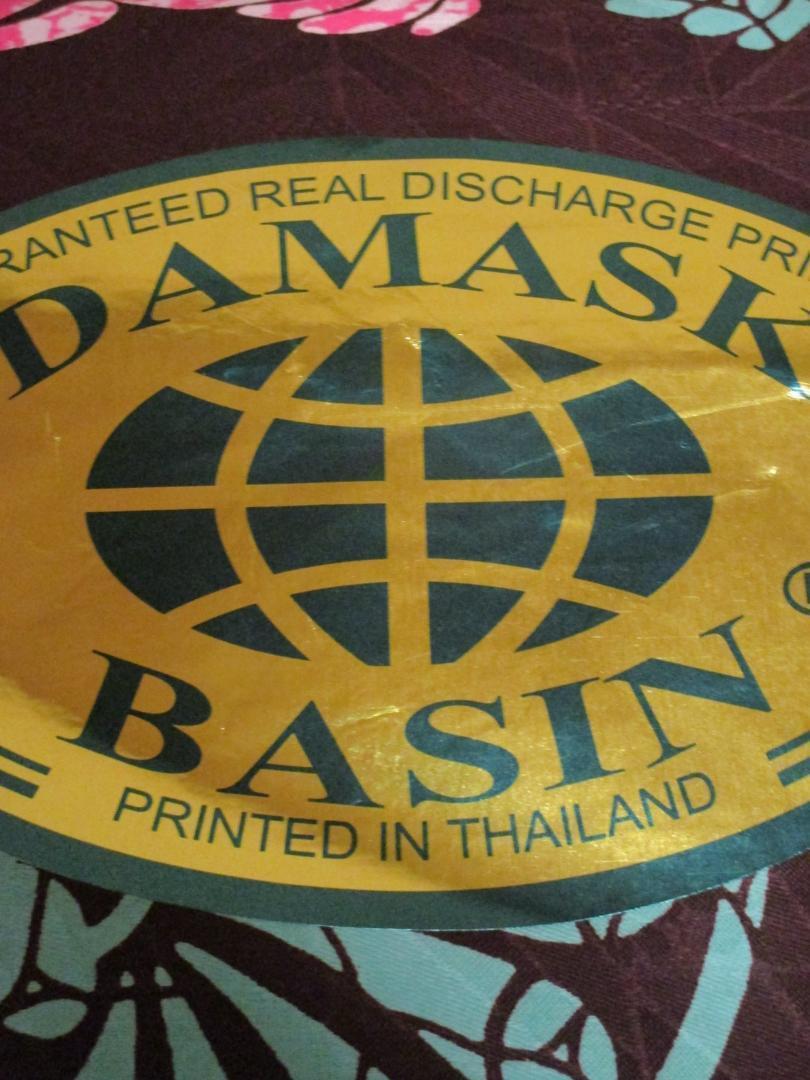 RANTEED REAL DISCHARGE PRI
DAMASK
®
BASIN
PRINTED IN THAILAND